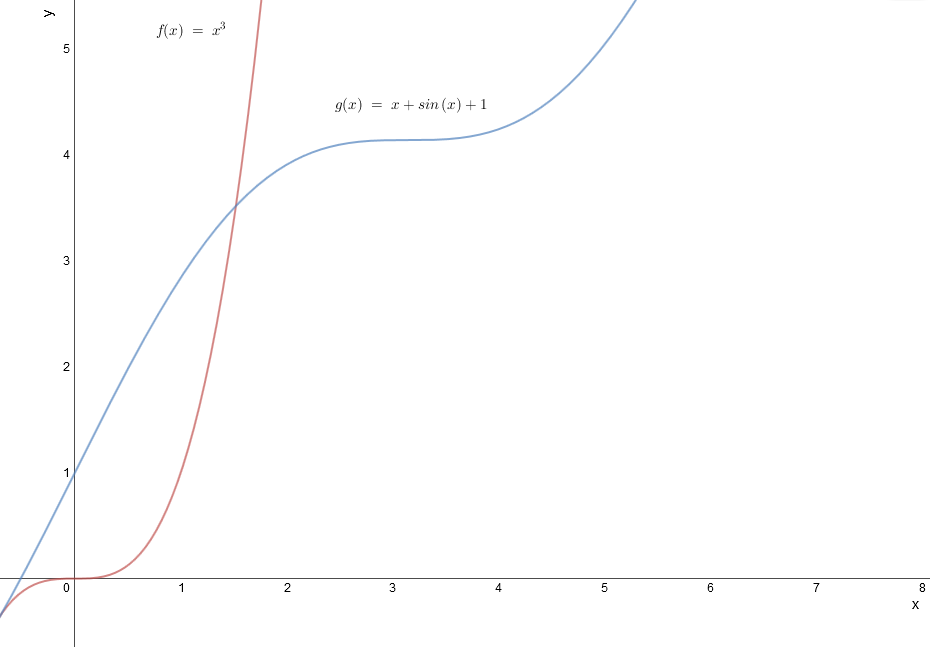 y
f(x) = x³
5
g(x) = x + sin (x) + 1
4
3
2
1
0 1 2 3 4 5 6 7 8
x